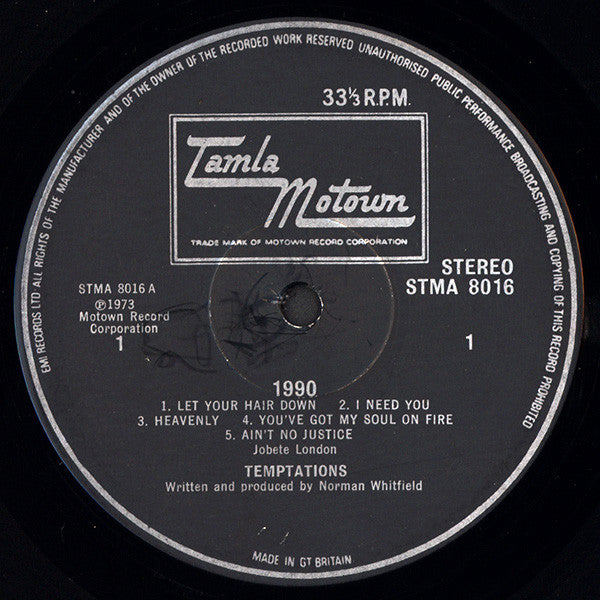 EMI RECORDS LTD ALL RIGHTS OF THE MANUFACTURER AND OF THE OWNER OF THE RECORDED WORK RESERVED UNAUTHORISED PUBLIC PERFORMANCE BROADCASTING AND COPYING OF THIS RECORD PROHIBITED
33⅓ R.P.M.
Tamla
Motown
TRADE MARK OF MOTOWN RECORD CORPORATION
STEREO
STMA 8016
STMA 8016 A
℗1973
Motown Record
Corporation
1
1
1990
1. LET YOUR HAIR DOWN 2. I NEED YOU
3. HEAVENLY 4. YOU'VE GOT MY SOUL ON FIRE
5. AIN'T NO JUSTICE
Jobete London
TEMPTATIONS
Written and produced by Norman Whitfield
MADE IN GT BRITAIN